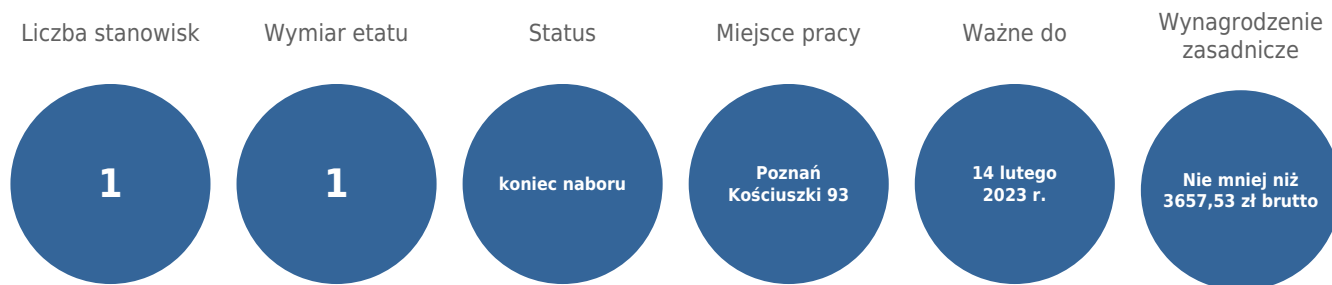 Liczba stanowisk
1
Wymiar etatu
1
Status
koniec naboru
Miejsce pracy
Poznań
Kościuszki 93
Ważne do
14 lutego
2023 r.
Wynagrodzenie
zasadnicze
Nie mniej niż
3657,53 zł brutto